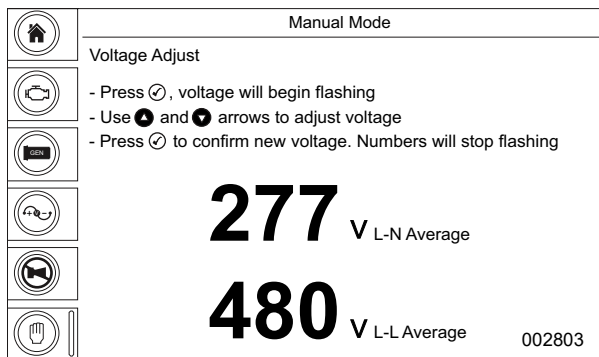 Manual Mode
Voltage Adjust
- Press ✓, voltage will begin flashing
- Use ▲ and ▼ arrows to adjust voltage
- Press ✓ to confirm new voltage. Numbers will stop flashing
GEN
277 V L-N Average
480 V L-L Average
002803